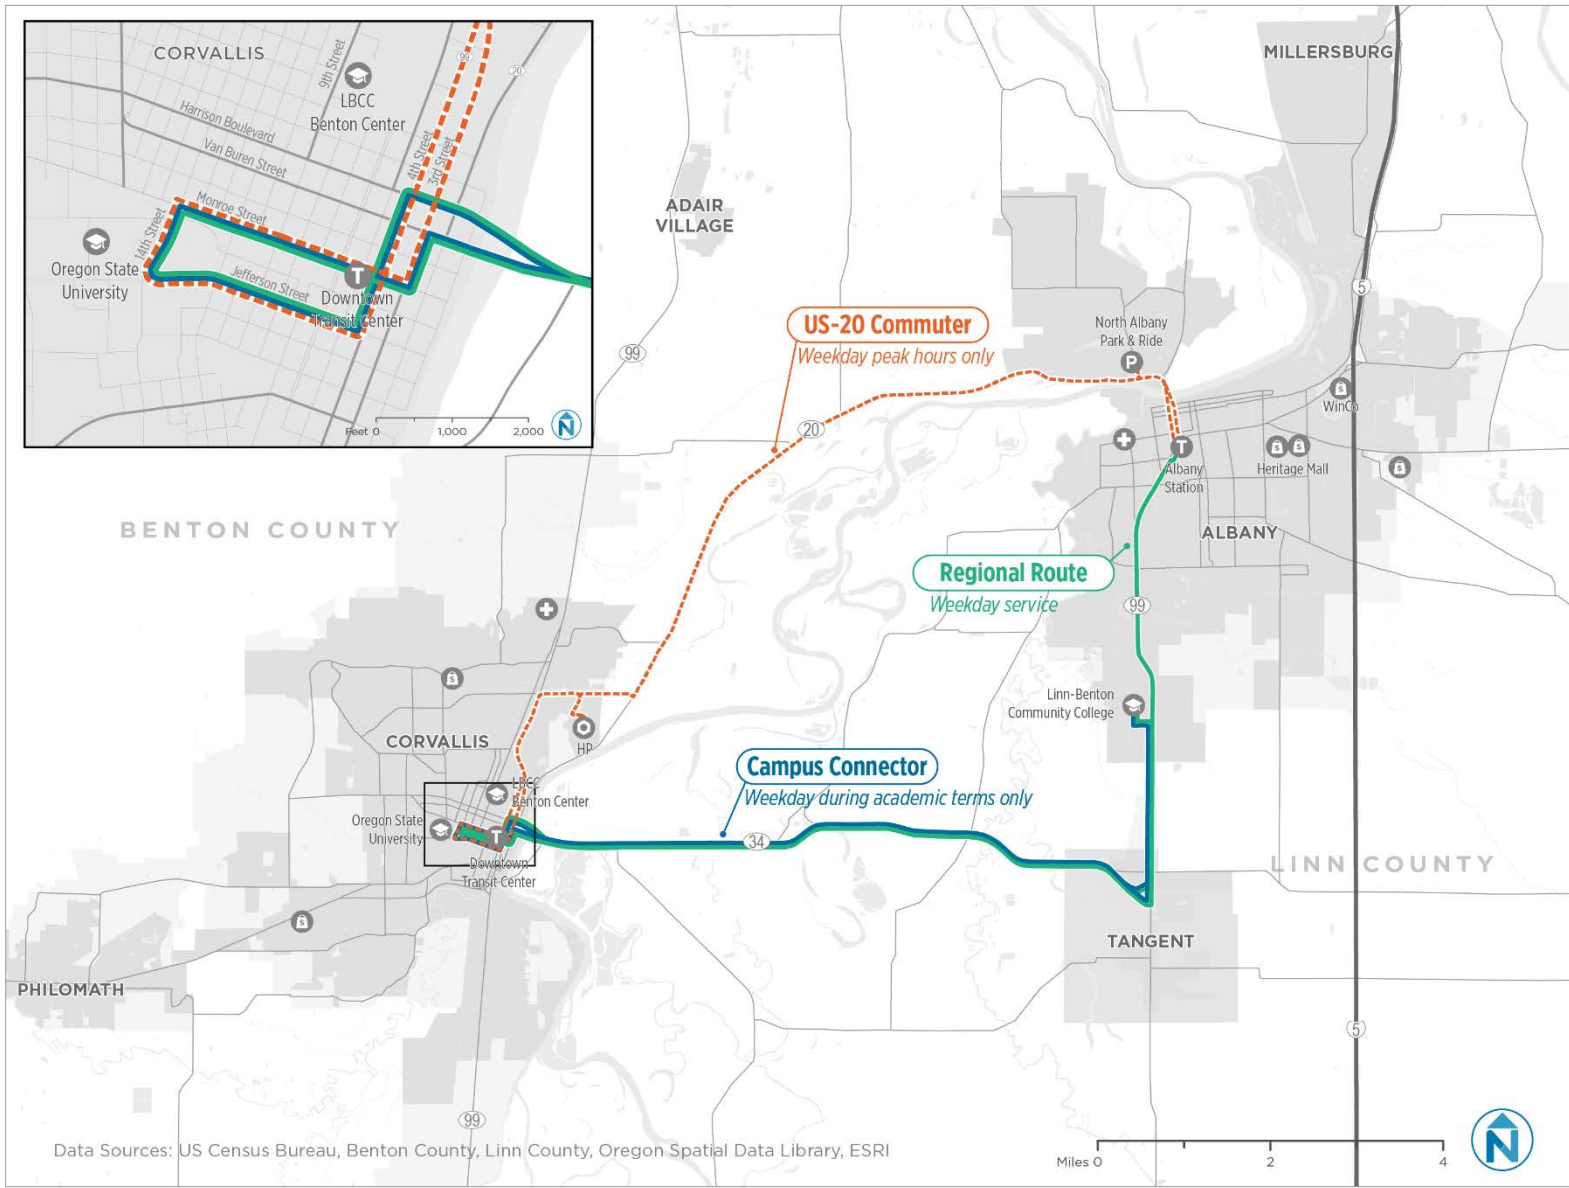 CORVALLIS
9th Street
99
20
LBCC
Benton Center
Harrison Boulevard
Van Buren Street
4th Street
3rd Street
Monroe Street
14th Street
Oregon State
University
Jefferson Street
T
Downtown
Transit Center
Feet 0
1,000
2,000
N
MILLERSBURG
ADAIR
VILLAGE
5
US-20 Commuter
Weekday peak hours only
North Albany
Park & Ride
P
99
20
WinCo
T
Albany
Station
Heritage Mall
ALBANY
BENTON COUNTY
Regional Route
Weekday service
99
Linn-Benton
Community College
CORVALLIS
HP
Campus Connector
Weekday during academic terms only
LBCC
Benton Center
Oregon State
University
T
Downtown
Transit Center
34
LINN COUNTY
TANGENT
PHILOMATH
5
99
Data Sources: US Census Bureau, Benton County, Linn County, Oregon Spatial Data Library, ESRI
Miles 0
2
4
N